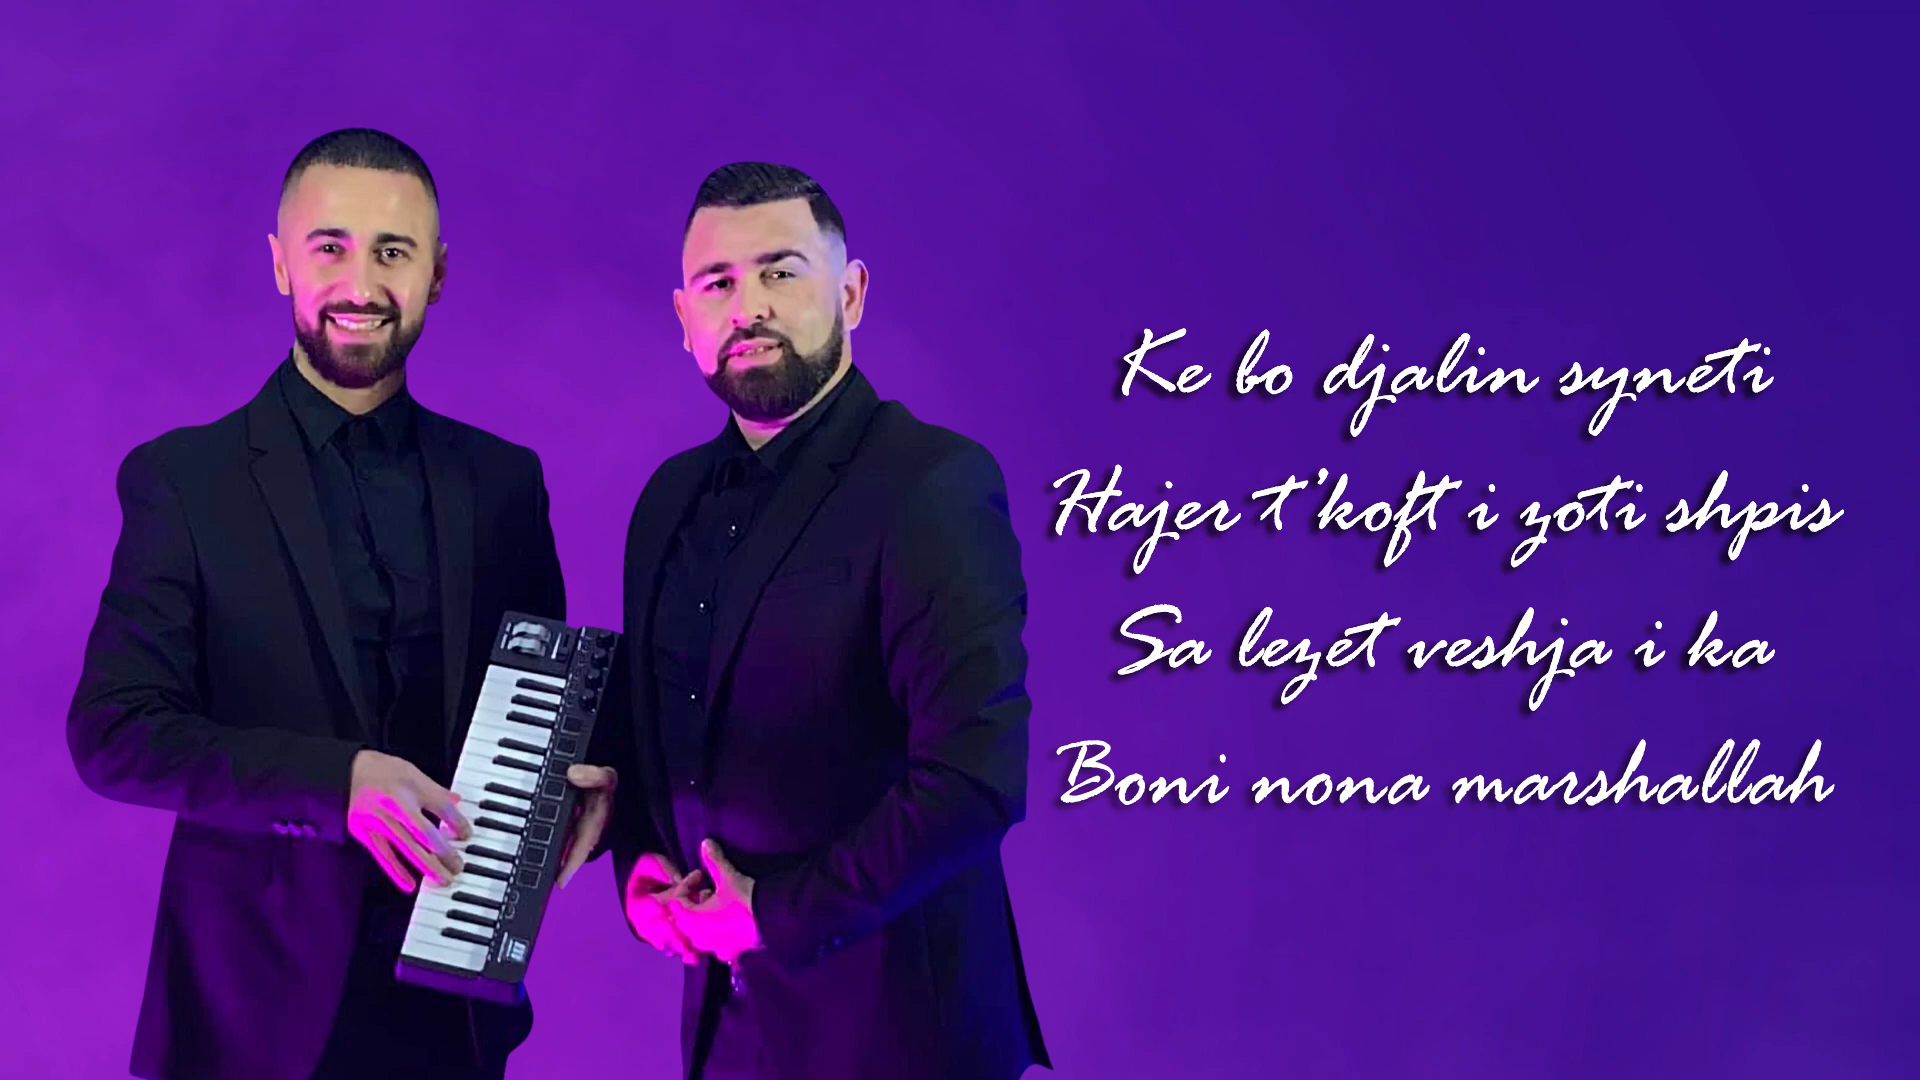 Ke bo djalin syneti
Hajer t'koft i zoti shpis
Sa lezet veshja i ka
Boni nona marshallah